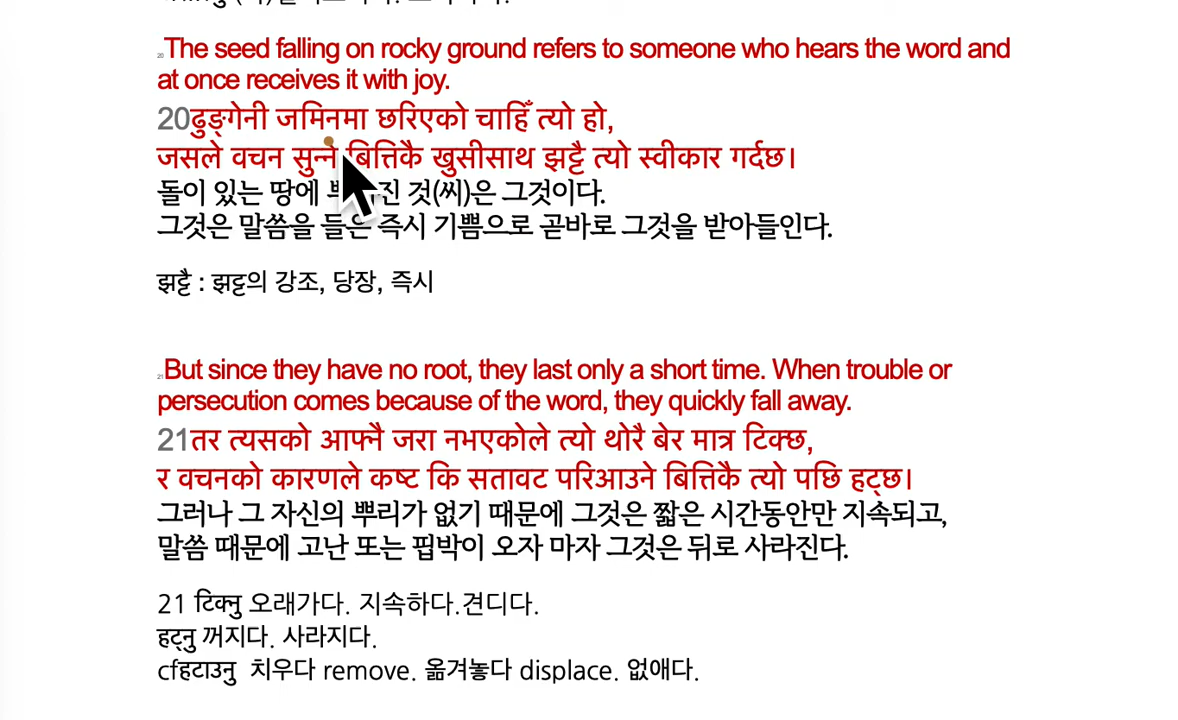 20 The seed falling on rocky ground refers to someone who hears the word and
at once receives it with joy.
20ढुङ्गेनी जमिनमा छरिएको चाहिँ त्यो हो,
जसले वचन सुन्ने बित्तिकै खुसीसाथ झट्टै त्यो स्वीकार गर्दछ।
돌이 있는 땅에 것(씨)은 그것이다.
그것은 말씀을 들은 즉시 기쁨으로 곧바로 그것을 받아들인다.
झट्टै : झट्ट의 강조, 당장, 즉시
21 But since they have no root, they last only a short time. When trouble or
persecution comes because of the word, they quickly fall away.
21तर त्यसको आफ्नै जरा नभएकोले त्यो थोरै बेर मात्र टिक्छ,
र वचनको कारणले कष्ट कि सतावट परिआउने बित्तिकै त्यो पछि हट्छ।
그러나 그 자신의 뿌리가 없기 때문에 그것은 짧은 시간동안만 지속되고,
말씀 때문에 고난 또는 핍박이 오자 마자 그것은 뒤로 사라진다.
21 टिक्नु 오래가다. 지속하다.견디다.
हट्नु 꺼지다. 사라지다.
cfहटाउनु 치우다 remove. 옮겨놓다 displace. 없애다.